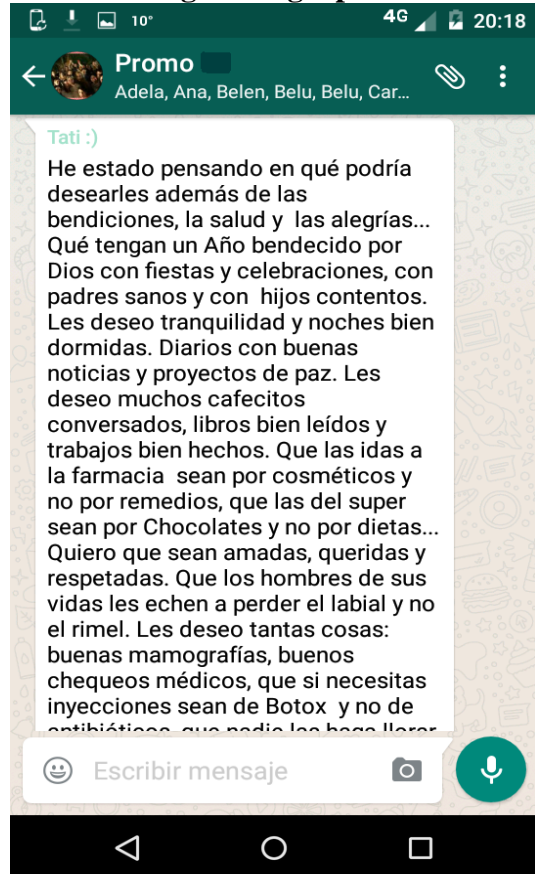 10°
4G
20:18
Promo
Adela, Ana, Belen, Belu, Belu, Car...
Tati :)
He estado pensando en qué podría
desearles además de las
bendiciones, la salud y las alegrías...
Qué tengan un Año bendecido por
Dios con fiestas y celebraciones, con
padres sanos y con hijos contentos.
Les deseo tranquilidad y noches bien
dormidas. Diarios con buenas
noticias y proyectos de paz. Les
deseo muchos cafecitos
conversados, libros bien leídos y
trabajos bien hechos. Que las idas a
la farmacia sean por cosméticos y
no por remedios, que las del super
sean por Chocolates y no por dietas...
Quiero que sean amadas, queridas y
respetadas. Que los hombres de sus
vidas les echen a perder el labial y no
el rimel. Les deseo tantas cosas:
buenas mamografías, buenos
chequeos médicos, que si necesitas
inyecciones sean de Botox y no de
antibióticos, que nadie las haga llorar
Escribir mensaje